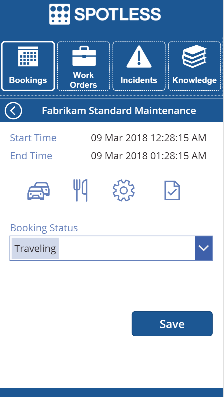 SPOTLESS
Bookings
Work
Orders
Incidents
Knowledge
Fabrikam Standard Maintenance
Start Time 09 Mar 2018 12:28:15 AM
End Time 09 Mar 2018 01:28:15 AM
Booking Status
Traveling
Save